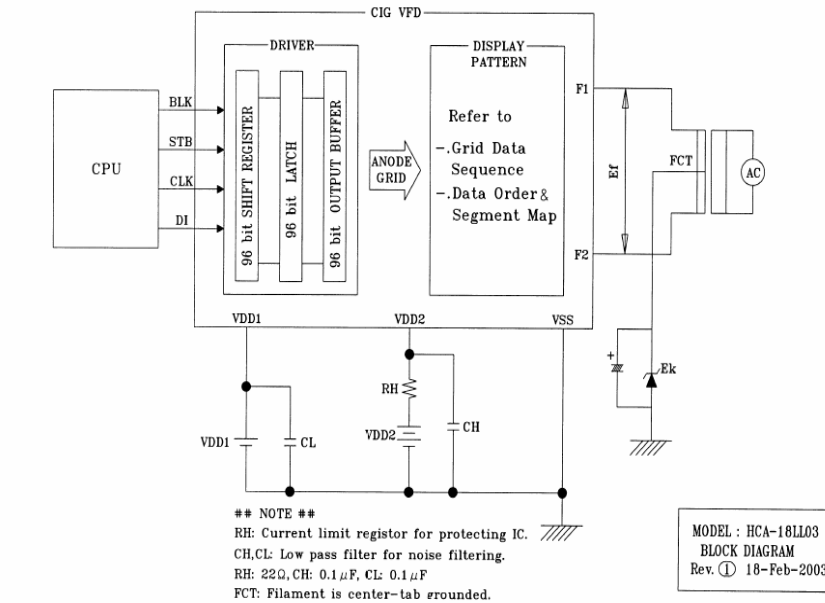 CIG VFD
DRIVER
DISPLAY
PATTERN
CPU
BLK
STB
CLK
DI
96 bit SHIFT REGISTER
96 bit LATCH
96 bit OUTPUT BUFFER
ANODE
GRID
Refer to
-.Grid Data
Sequence
-.Data Order&
Segment Map
F1
Ef
FCT
AC
F2
VDD1
VDD2
VSS
RH
Ek
+
VDD1
CL
VDD2
CH
## NOTE ##
RH: Current limit registor for protecting IC.
CH,CL: Low pass filter for noise filtering.
RH: 22Ω, CH: 0.1μF, CL: 0.1μF
FCT: Filament is center-tab grounded.
MODEL : HCA-18LL03
BLOCK DIAGRAM
Rev. ① 18-Feb-2003